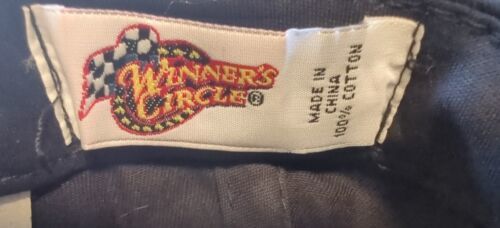 WINNER'S
CIRCLE®
MADE IN
CHINA
100% COTTON